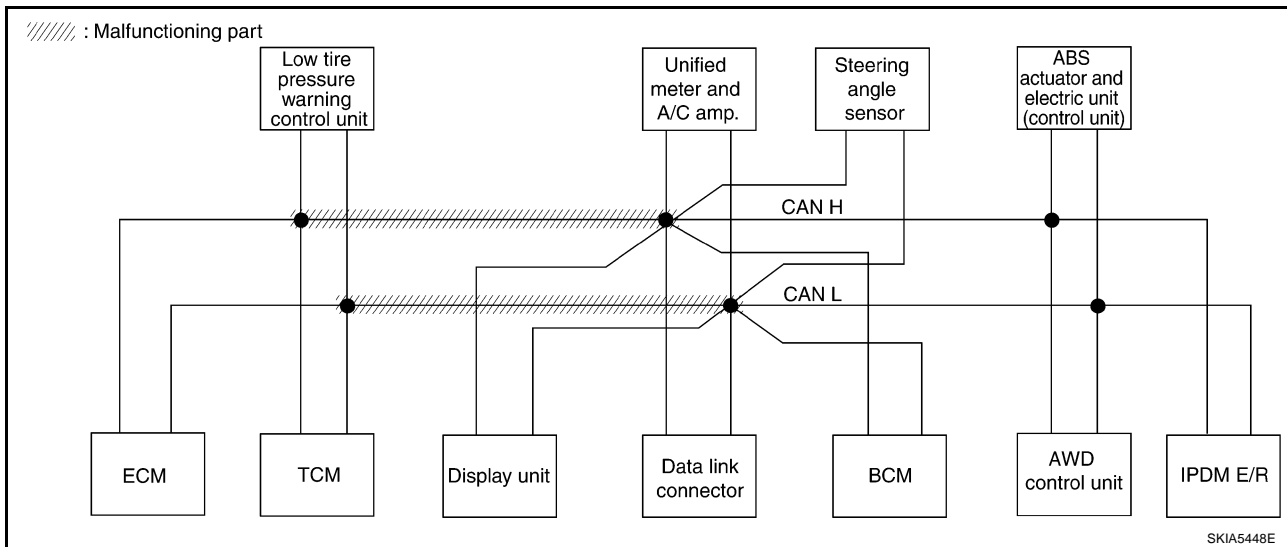 : Malfunctioning part
Low tire
pressure
warning
control unit
Unified
meter and
A/C amp.
Steering
angle
sensor
ABS
actuator and
electric unit
(control unit)
CAN H
CAN L
ECM
TCM
Display unit
Data link
connector
BCM
AWD
control unit
IPDM E/R
SKIA5448E